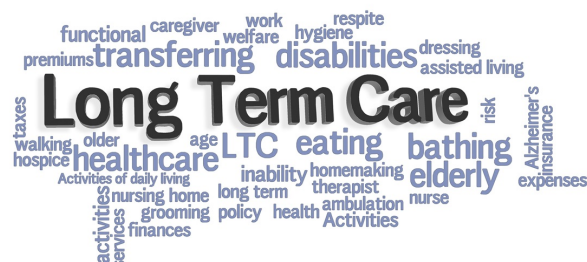 functional caregiver work respite
welfare hygiene
premiums transferring disabilities dressing
assisted living
Long Term Care
taxes
risk
Alzheimer's
insurance
walking older age LTC eating bathing
hospice healthcare
Activities of daily living inability homemaking elderly expenses
activities
services
nursing home long term therapist nurse
grooming policy health ambulation
finances Activities